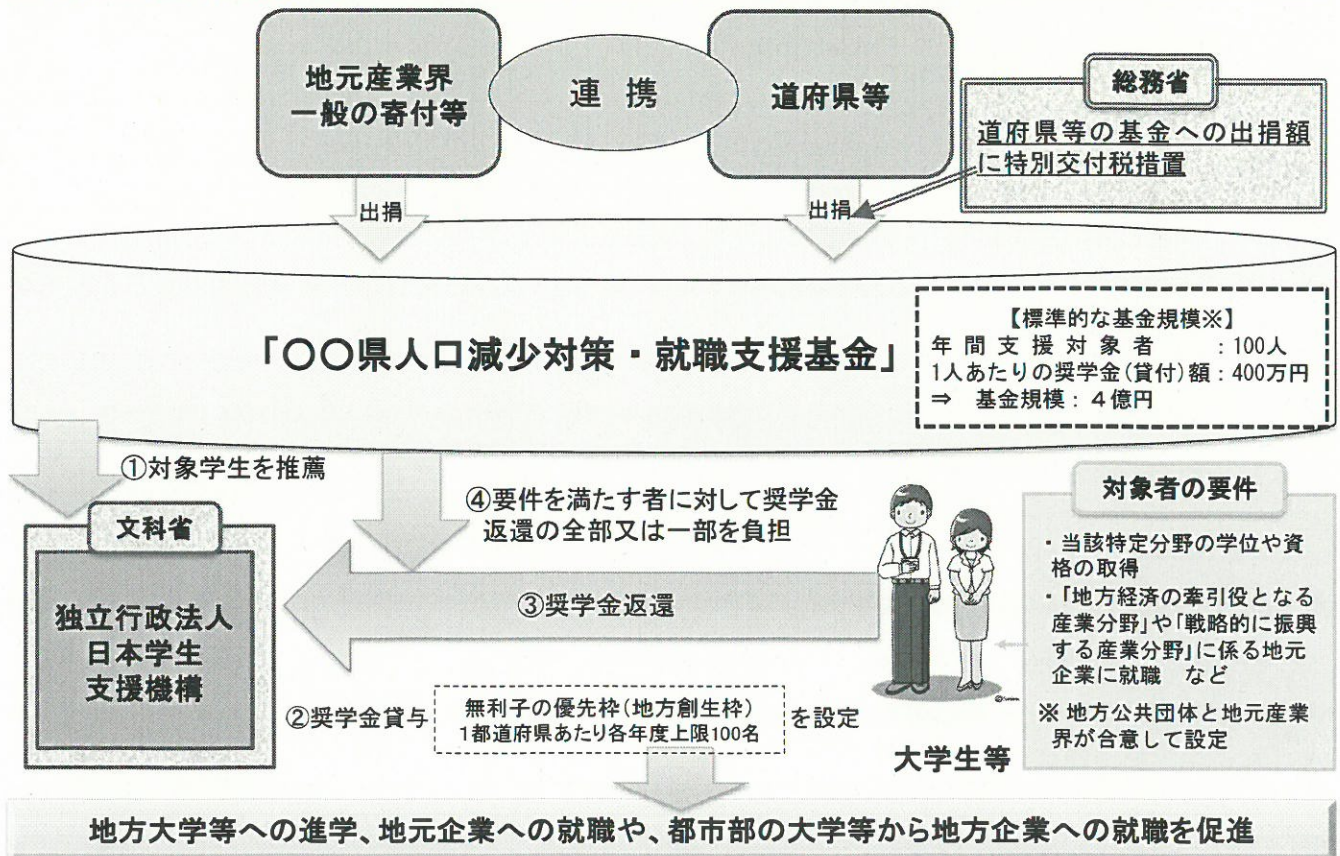 地元産業界
一般の寄付等
連携
道府県等
総務省
道府県等の基金への出捐額
に特別交付税措置
出捐
出捐
「〇〇県人口減少対策・就職支援基金」
【標準的な基金規模※】
年間支援対象者 : 100人
1人あたりの奨学金(貸付)額 : 400万円
⇒ 基金規模 : 4億円
①対象学生を推薦
④要件を満たす者に対して奨学金
返還の全部又は一部を負担
文科省
独立行政法人
日本学生
支援機構
③奨学金返還
②奨学金貸与
無利子の優先枠(地方創生枠)
1都道府県あたり各年度上限100名
を設定
大学生等
対象者の要件
・当該特定分野の学位や資
格の取得
・「地方経済の牽引役となる
産業分野」や「戦略的に振興
する産業分野」に係る地元
企業に就職 など
※ 地方公共団体と地元産業
界が合意して設定
地方大学等への進学、地元企業への就職や、都市部の大学等から地方企業への就職を促進